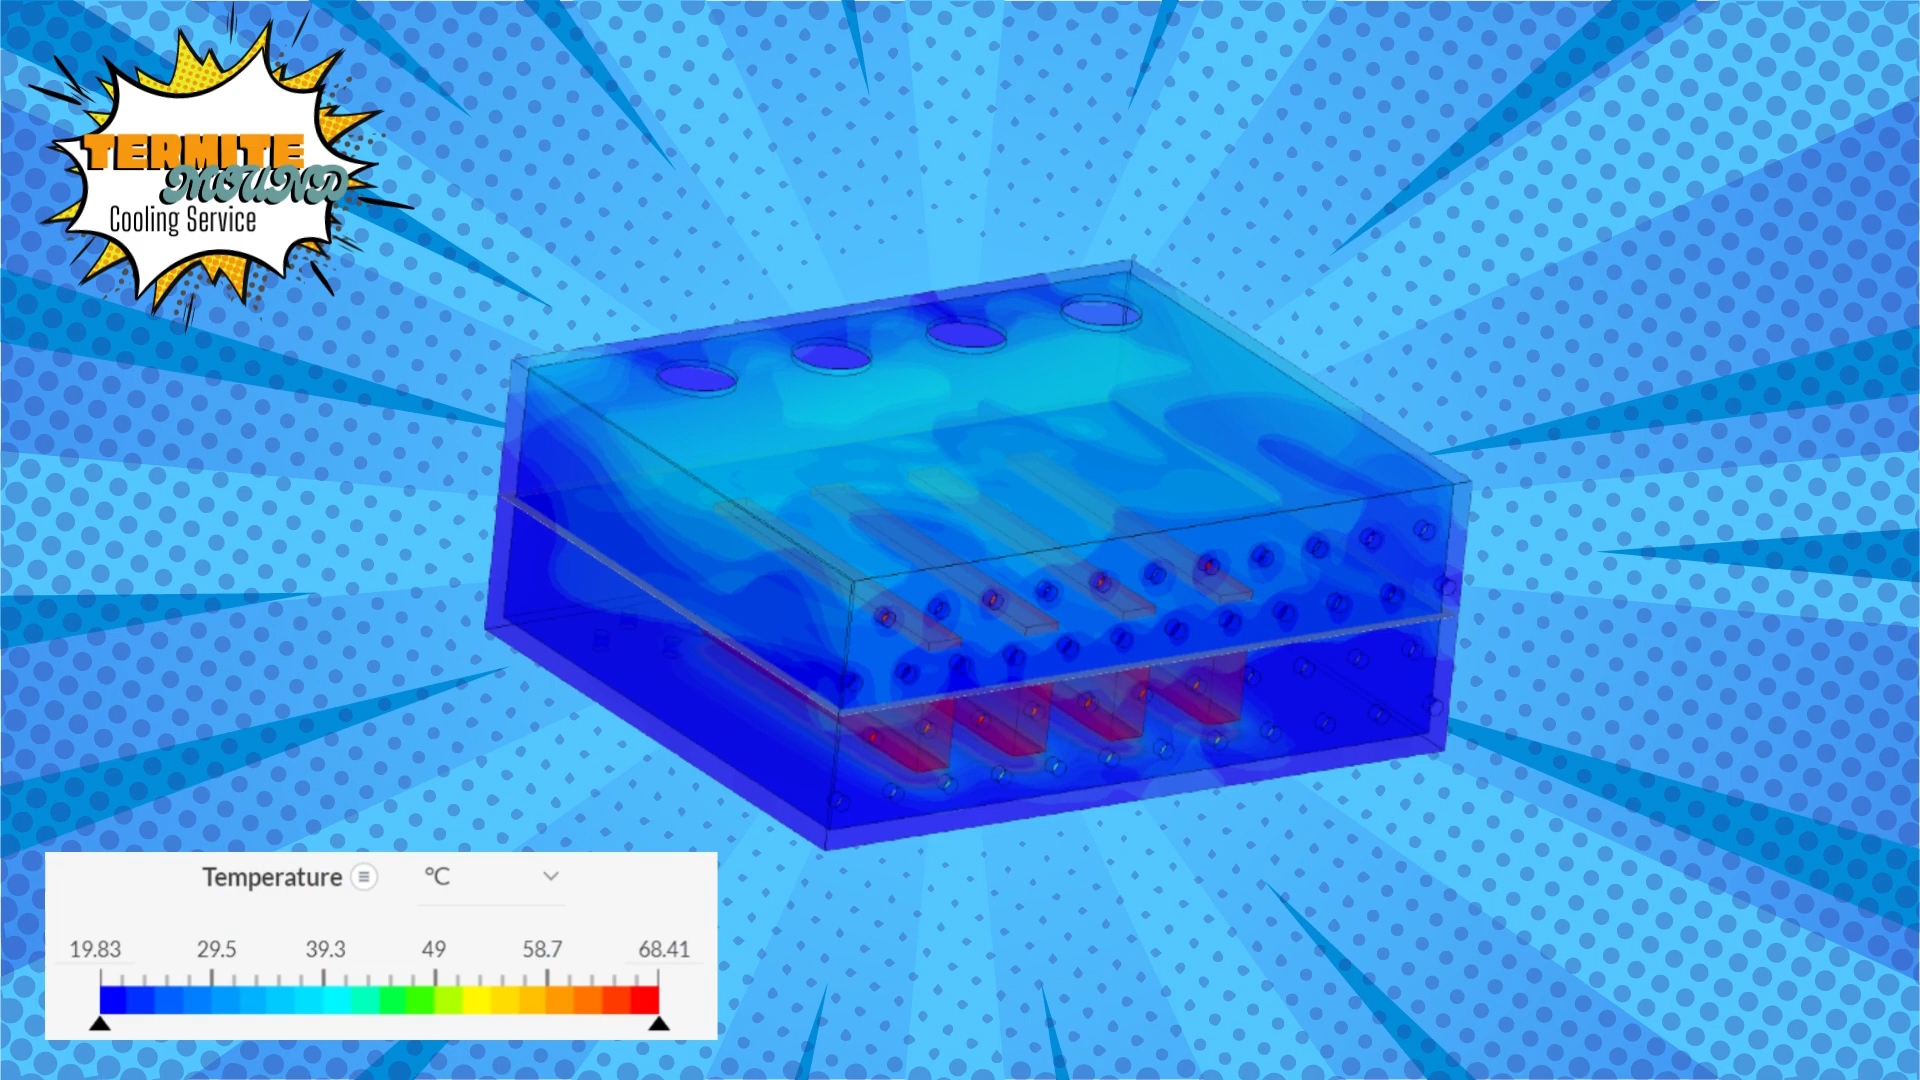 TERMITE
MOUND
Cooling Service
Temperature °C
19.83 29.5 39.3 49 58.7 68.41